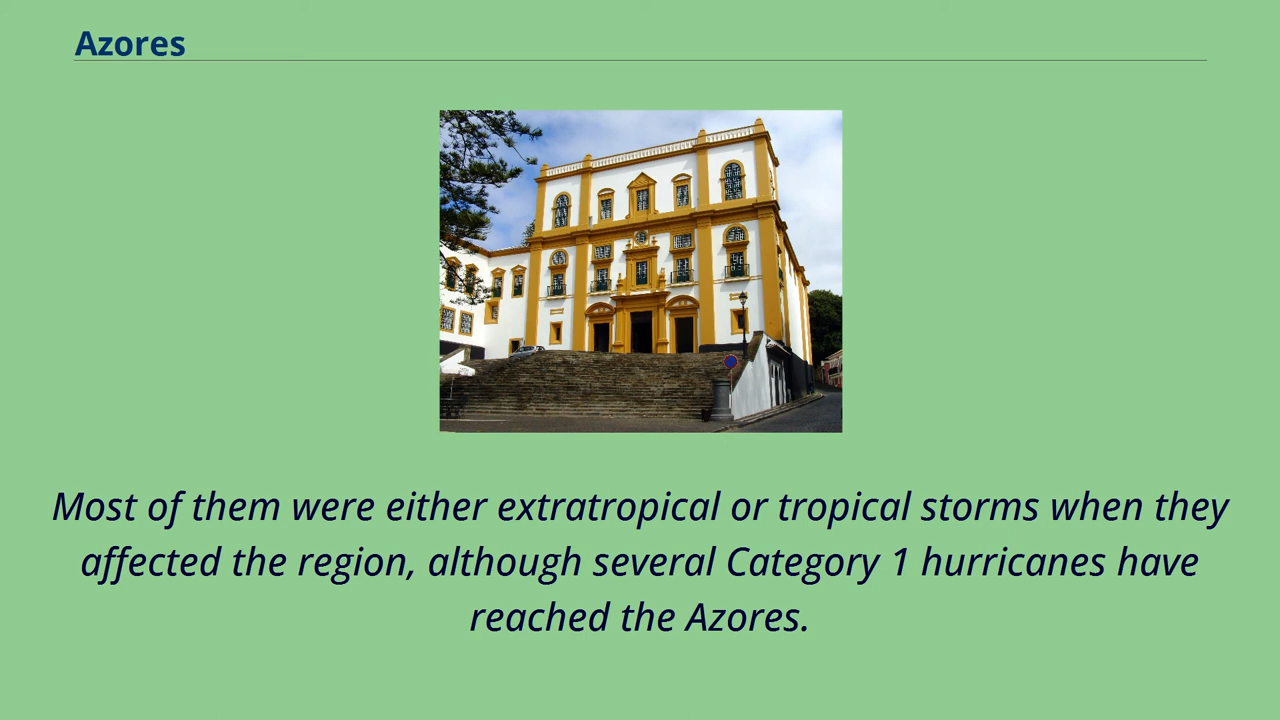 Azores
Most of them were either extratropical or tropical storms when they
affected the region, although several Category 1 hurricanes have
reached the Azores.